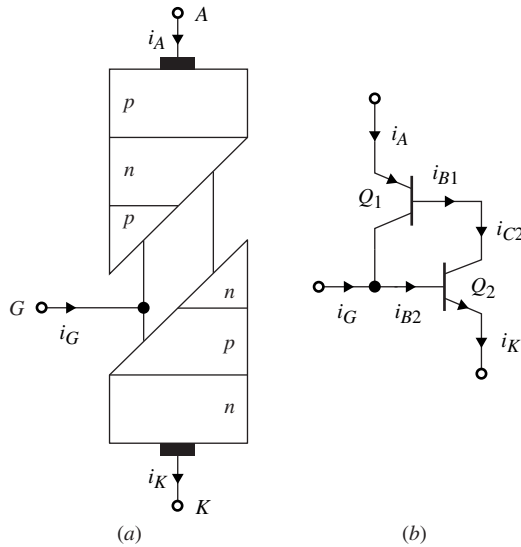 A
i_A
p
n
p
n
p
n
G
i_G
i_K
K
(a)
i_A
Q_1
i_B1
i_C2
i_G
i_B2
Q_2
i_K
(b)